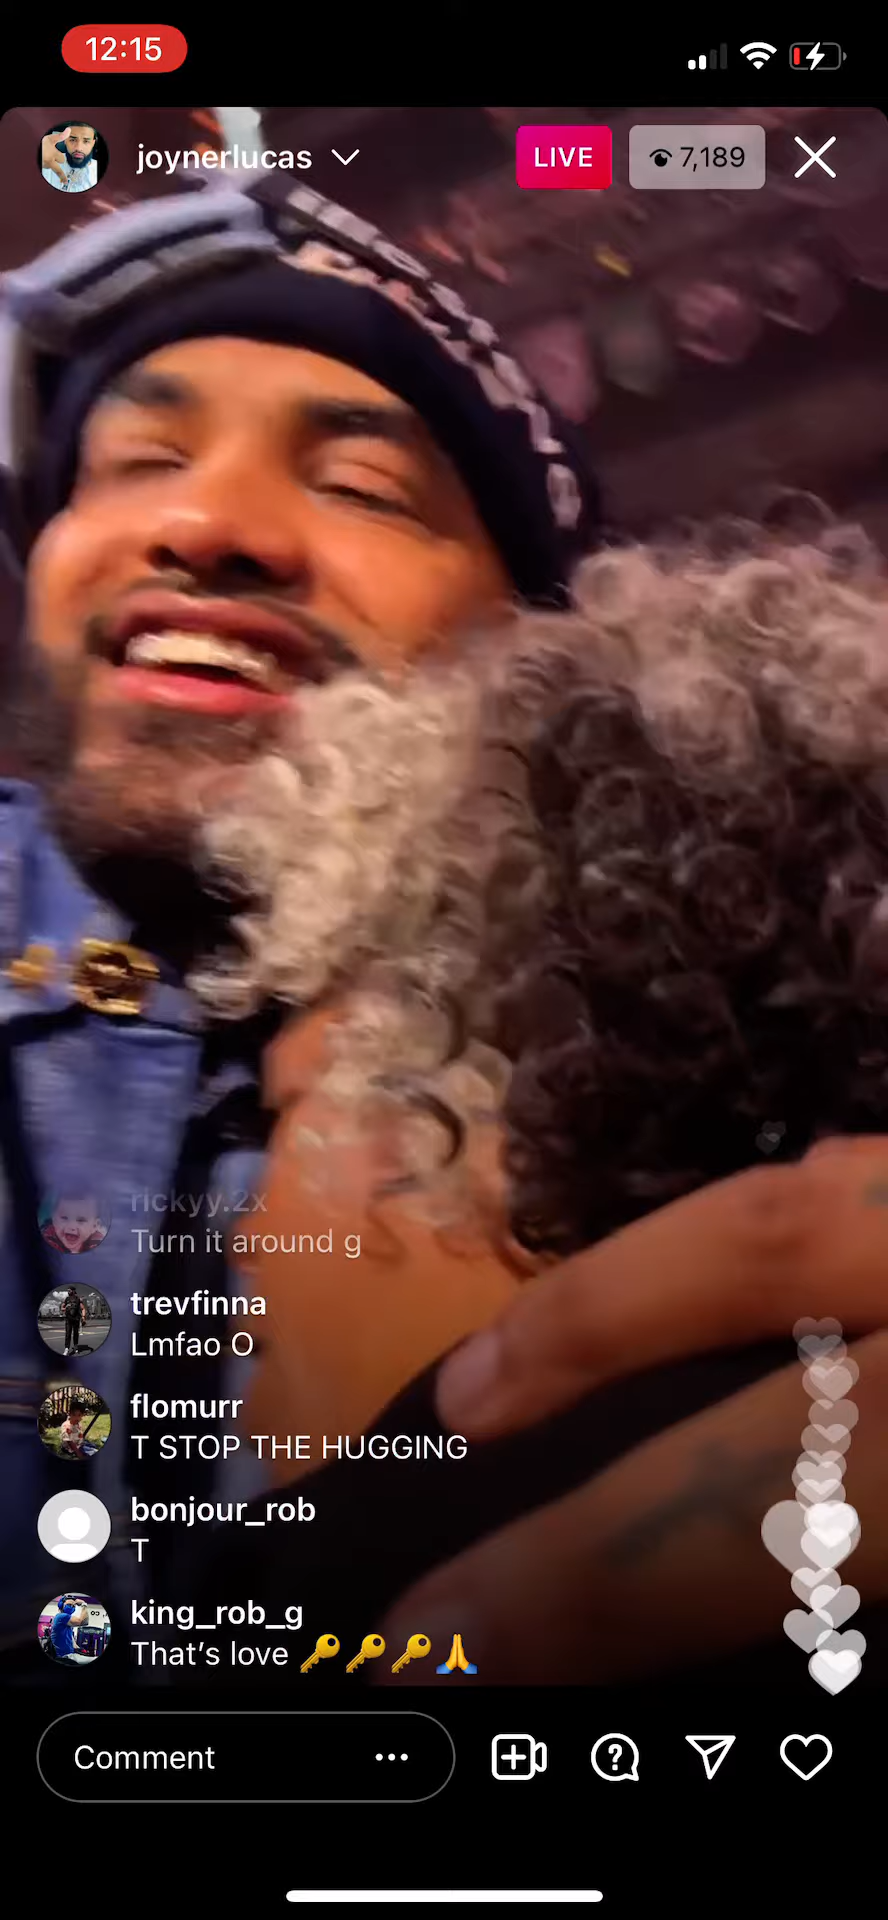 12:15
joynerlucas
LIVE
7,189
rickyy.2x
Turn it around g
trevfinna
Lmfao O
flomurr
T STOP THE HUGGING
bonjour_rob
T
king_rob_g
That’s love 🔑🔑🔑🙏
Comment